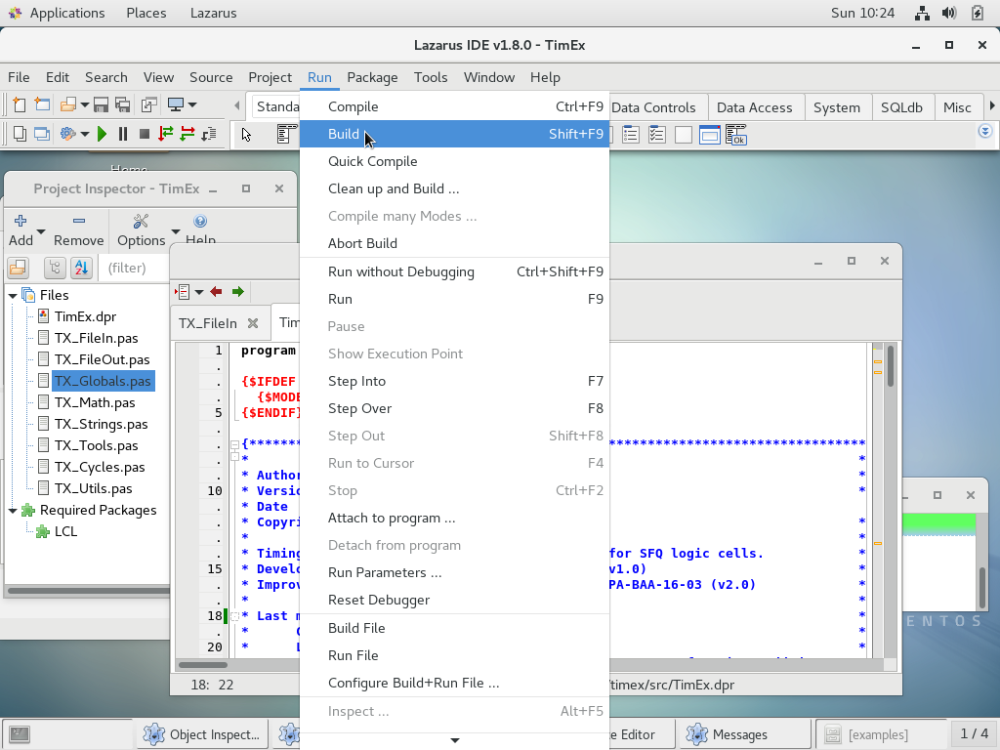 Applications Places Lazarus Sun 10:24
Lazarus IDE v1.8.0 - TimEx
File Edit Search View Source Project Run Package Tools Window Help
Standa Data Controls Data Access System SQLdb Misc
Ok
Compile Ctrl+F9
Build Shift+F9
Quick Compile
Clean up and Build ...
Compile many Modes ...
Abort Build
Run without Debugging Ctrl+Shift+F9
Run F9
Pause
Show Execution Point
Step Into F7
Step Over F8
Step Out Shift+F8
Run to Cursor F4
Stop Ctrl+F2
Attach to program ...
Detach from program
Run Parameters ...
Reset Debugger
Build File
Run File
Configure Build+Run File ...
Inspect ... Alt+F5
Home
Project Inspector - TimEx
Add Remove Options Help
(filter)
Files
TimEx.dpr
TX_FileIn.pas
TX_FileOut.pas
TX_Globals.pas
TX_Math.pas
TX_Strings.pas
TX_Tools.pas
TX_Cycles.pas
TX_Utils.pas
Required Packages
LCL
TX_FileIn Tim
1 program
. 
. {$IFDEF
. {$MODE
5 {$ENDIF}
.
. {******* *********************************
. * *
. * Author *
10 * Versio *
. * Date
. * Copyri *
. * *
. * Timing for SFQ logic cells. *
15 * Develo v1.0) *
. * Improv PA-BAA-16-03 (v2.0) *
. * *
18 * Last m *
. * *
20 * L *
18: 22 /timex/src/TimEx.dpr
ENTOS
Object Inspect... e Editor Messages [examples] 1 / 4